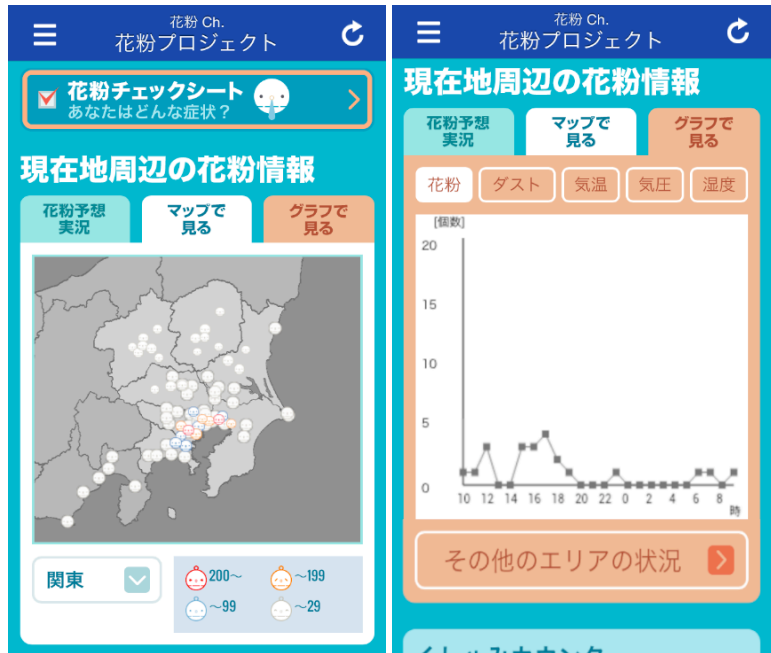 花粉 Ch.
花粉プロジェクト
花粉チェックシート
あなたはどんな症状？
現在地周辺の花粉情報
花粉予想
実況
マップで
見る
グラフで
見る
関東
200〜
〜199
〜99
〜29
花粉 Ch.
花粉プロジェクト
現在地周辺の花粉情報
花粉予想
実況
マップで
見る
グラフで
見る
花粉
ダスト
気温
気圧
湿度
[個数]
20
15
10
5
0
10 12 14 16 18 20 22 0 2 4 6 8
時
その他のエリアの状況